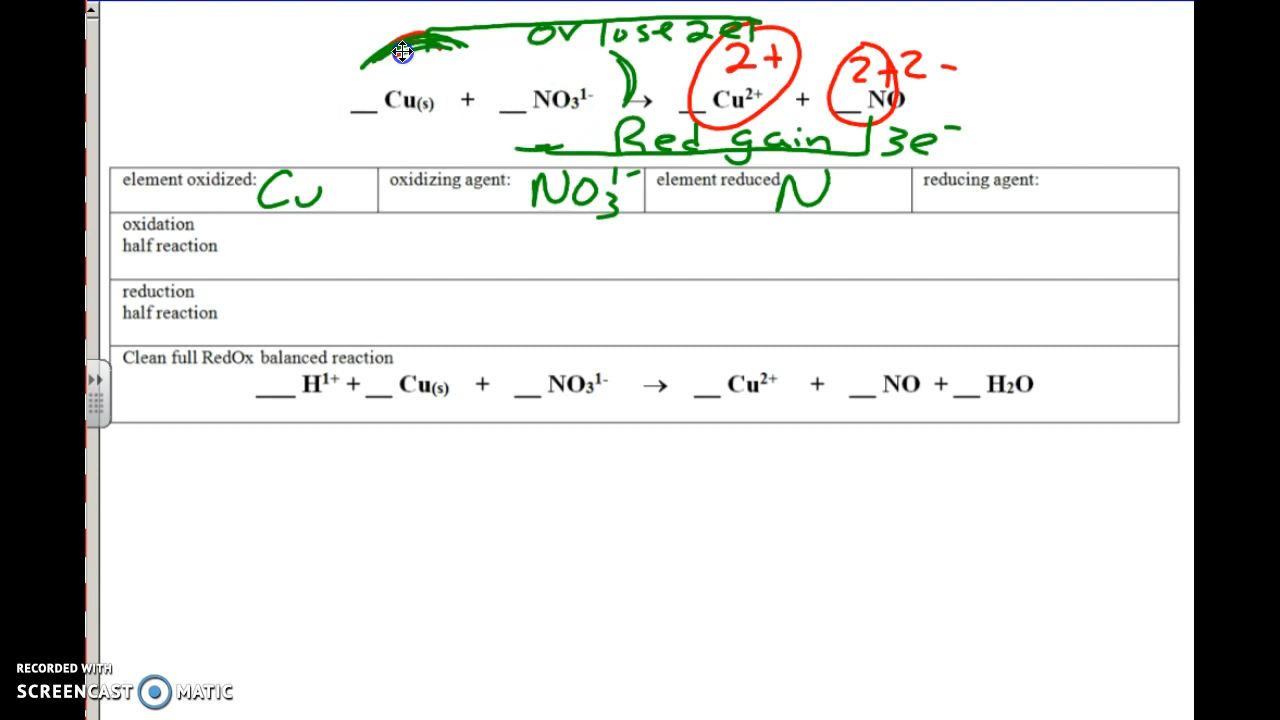 ox lose 2e-
2+ 2+ 2-
__ Cu(s) + __ NO₃¹⁻ → __ Cu²⁺ + __ NO
Red gain 3e⁻
element oxidized: Cu oxidizing agent: NO₃¹⁻ element reduced N reducing agent:
oxidation
half reaction
reduction
half reaction
Clean full RedOx balanced reaction
___ H¹⁺ + __ Cu(s) + __ NO₃¹⁻ → __ Cu²⁺ + __ NO + __ H₂O
RECORDED WITH
SCREENCAST MATIC